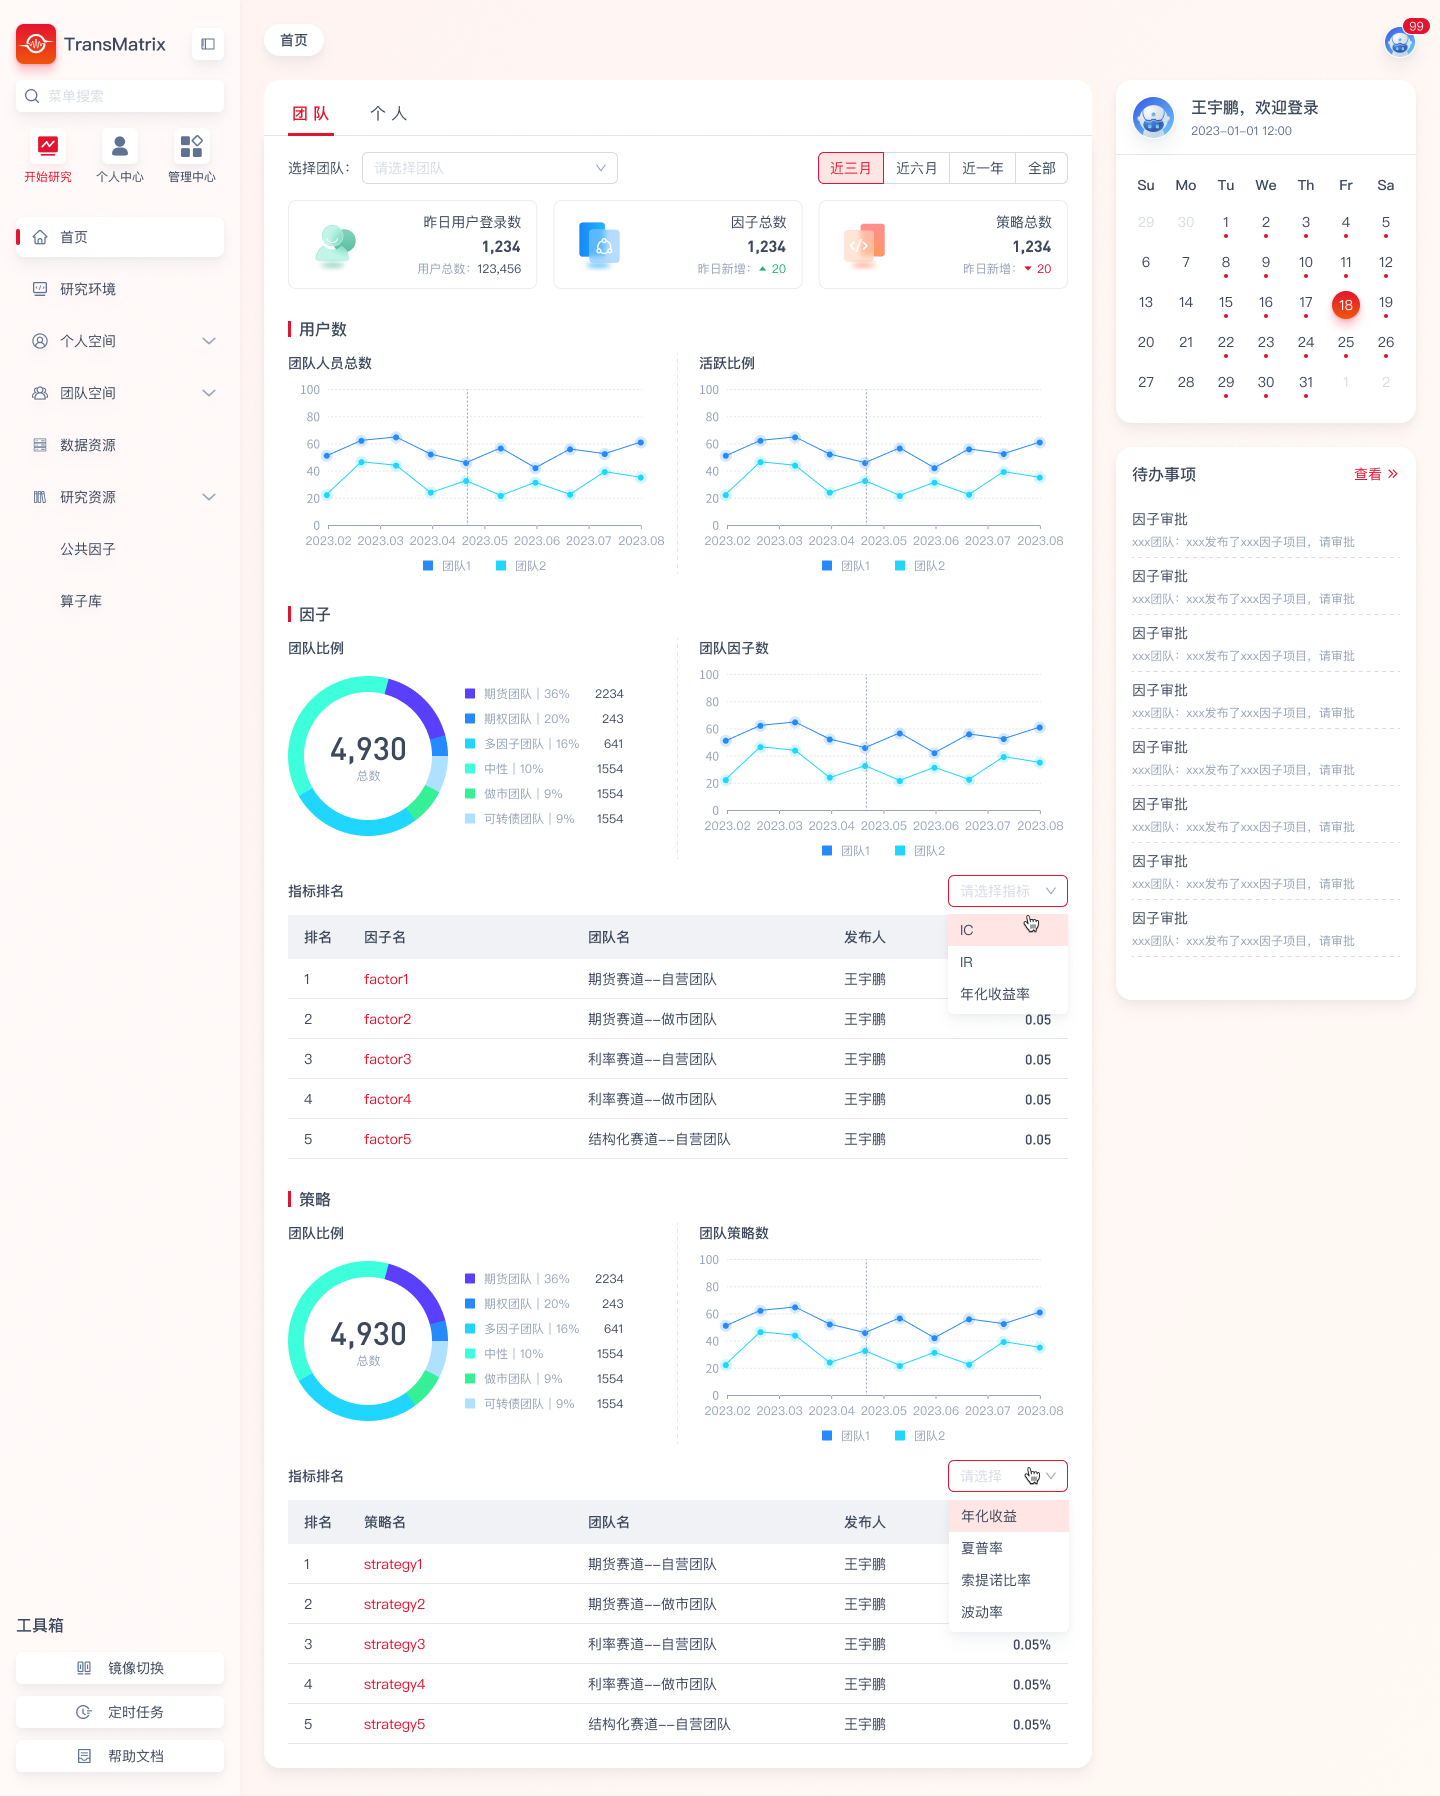 TransMatrix
菜单搜索
开始研究 个人中心 管理中心
首页
研究环境
个人空间
团队空间
数据资源
研究资源
公共因子
算子库
工具箱
镜像切换
定时任务
帮助文档
首页
99
团队 个人
选择团队： 请选择团队
近三月 近六月 近一年 全部
昨日用户登录数
1,234
用户总数：123,456
因子总数
1,234
昨日新增： 20
策略总数
1,234
昨日新增： 20
用户数
团队人员总数
100
80
60
40
20
0
2023.02 2023.03 2023.04 2023.05 2023.06 2023.07 2023.08
团队1 团队2
活跃比例
100
80
60
40
20
0
2023.02 2023.03 2023.04 2023.05 2023.06 2023.07 2023.08
团队1 团队2
因子
团队比例
4,930
总数
期货团队｜36% 2234
期权团队｜20% 243
多因子团队｜16% 641
中性｜10% 1554
做市团队｜9% 1554
可转债团队｜9% 1554
团队因子数
100
80
60
40
20
0
2023.02 2023.03 2023.04 2023.05 2023.06 2023.07 2023.08
团队1 团队2
指标排名 请选择指标
排名 因子名 团队名 发布人
1 factor1 期货赛道--自营团队 王宇鹏
2 factor2 期货赛道--做市团队 王宇鹏 0.05
3 factor3 利率赛道--自营团队 王宇鹏 0.05
4 factor4 利率赛道--做市团队 王宇鹏 0.05
5 factor5 结构化赛道--自营团队 王宇鹏 0.05
IC
IR
年化收益率
策略
团队比例
4,930
总数
期货团队｜36% 2234
期权团队｜20% 243
多因子团队｜16% 641
中性｜10% 1554
做市团队｜9% 1554
可转债团队｜9% 1554
团队策略数
100
80
60
40
20
0
2023.02 2023.03 2023.04 2023.05 2023.06 2023.07 2023.08
团队1 团队2
指标排名 请选择
排名 策略名 团队名 发布人
1 strategy1 期货赛道--自营团队 王宇鹏
2 strategy2 期货赛道--做市团队 王宇鹏
3 strategy3 利率赛道--自营团队 王宇鹏 0.05%
4 strategy4 利率赛道--做市团队 王宇鹏 0.05%
5 strategy5 结构化赛道--自营团队 王宇鹏 0.05%
年化收益
夏普率
索提诺比率
波动率
王宇鹏，欢迎登录
2023-01-01 12:00
Su Mo Tu We Th Fr Sa
29 30 1 2 3 4 5
6 7 8 9 10 11 12
13 14 15 16 17 18 19
20 21 22 23 24 25 26
27 28 29 30 31 1 2
待办事项 查看
因子审批
xxx团队：xxx发布了xxx因子项目，请审批
因子审批
xxx团队：xxx发布了xxx因子项目，请审批
因子审批
xxx团队：xxx发布了xxx因子项目，请审批
因子审批
xxx团队：xxx发布了xxx因子项目，请审批
因子审批
xxx团队：xxx发布了xxx因子项目，请审批
因子审批
xxx团队：xxx发布了xxx因子项目，请审批
因子审批
xxx团队：xxx发布了xxx因子项目，请审批
因子审批
xxx团队：xxx发布了xxx因子项目，请审批